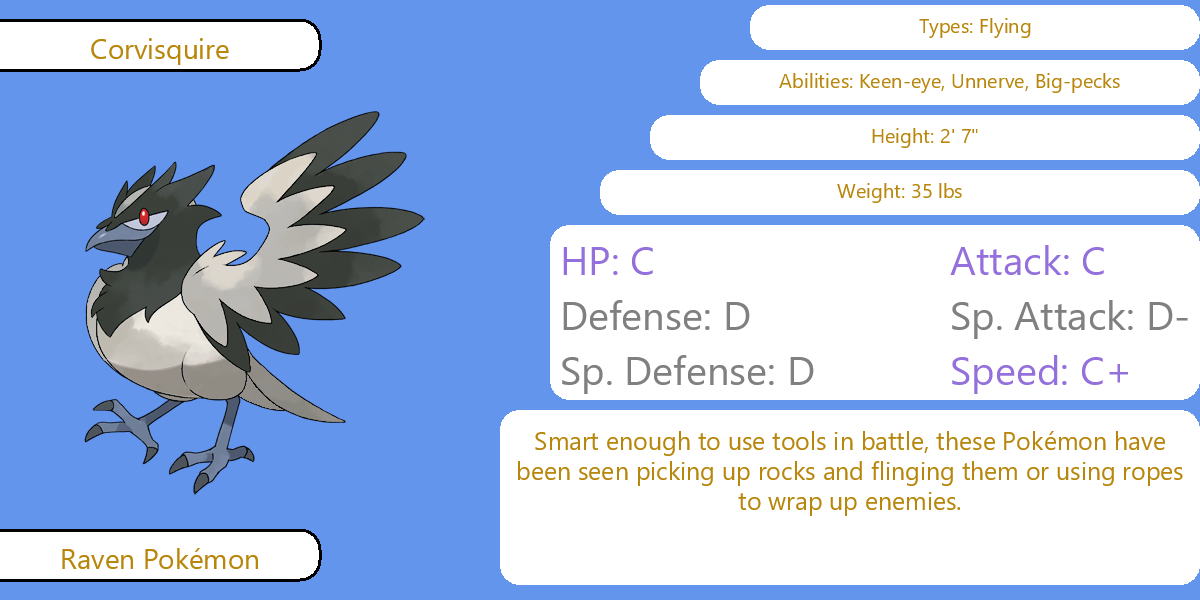 Corvisquire
Types: Flying
Abilities: Keen-eye, Unnerve, Big-pecks
Height: 2' 7"
Weight: 35 lbs
HP: C
Attack: C
Defense: D
Sp. Attack: D-
Sp. Defense: D
Speed: C+
Smart enough to use tools in battle, these Pokémon have
been seen picking up rocks and flinging them or using ropes
to wrap up enemies.
Raven Pokémon